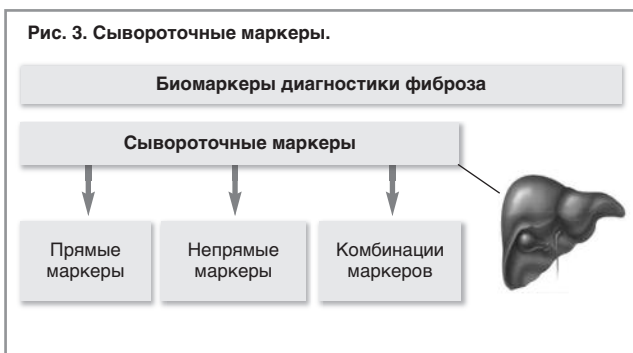 Рис. 3. Сывороточные маркеры.
Биомаркеры диагностики фиброза
Сывороточные маркеры
Прямые
маркеры
Непрямые
маркеры
Комбинации
маркеров